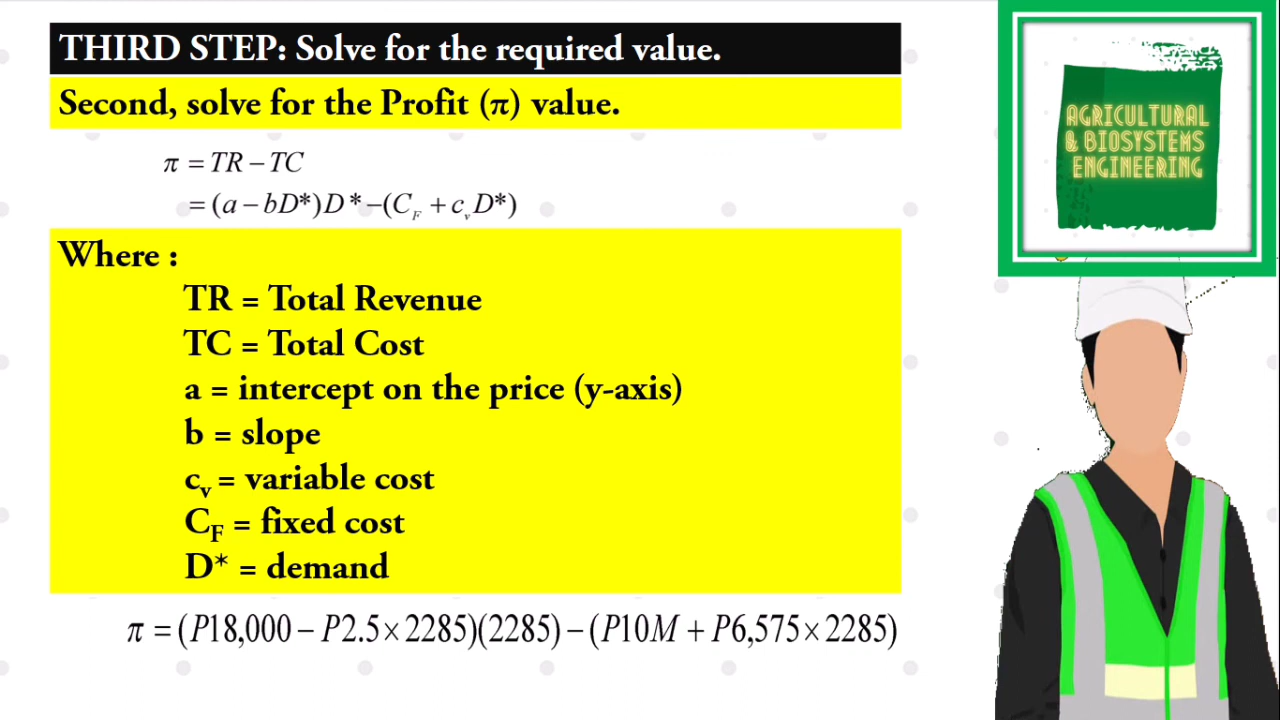 THIRD STEP: Solve for the required value.
Second, solve for the Profit (π) value.
π = TR − TC
= (a − bD*)D * −(C_F + c_v D*)
Where :
TR = Total Revenue
TC = Total Cost
a = intercept on the price (y-axis)
b = slope
c_v = variable cost
C_F = fixed cost
D* = demand
π = (P18,000 − P2.5×2285)(2285) − (P10M + P6,575×2285)
AGRICULTURAL
& BIOSYSTEMS
ENGINEERING